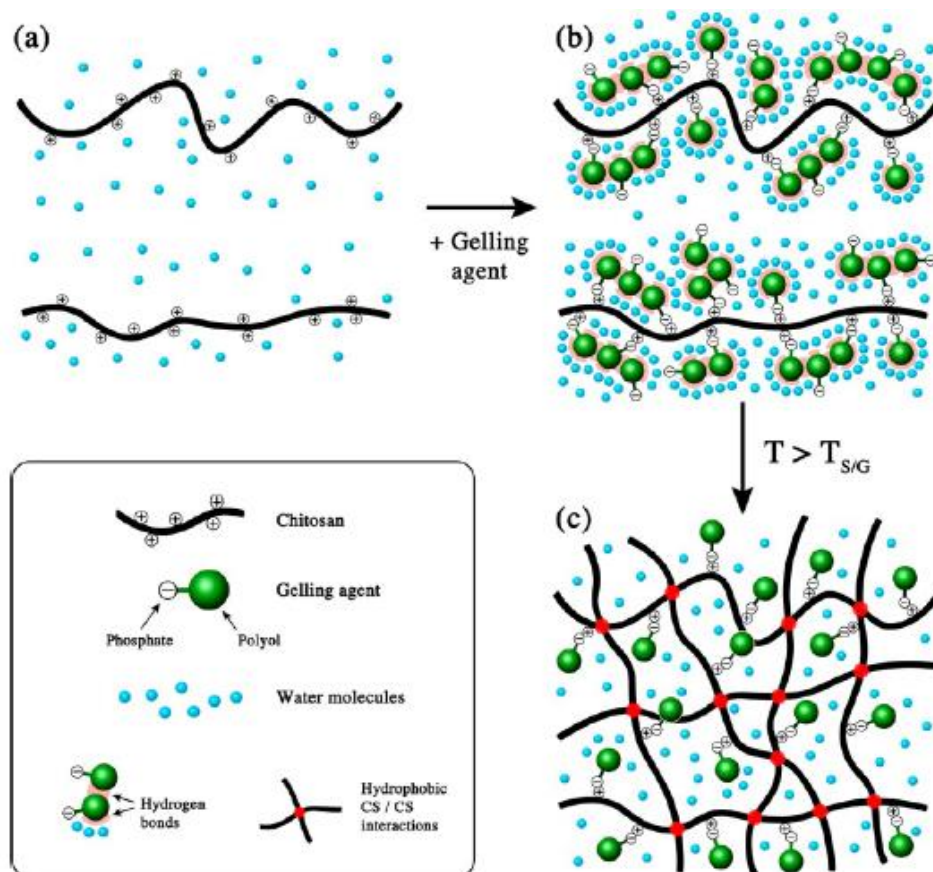 (a)
(b)
+ Gelling
agent
T > T_S/G
(c)
Chitosan
Gelling agent
Phosphate
Polyol
Water molecules
Hydrogen
bonds
Hydrophobic
CS / CS
interactions